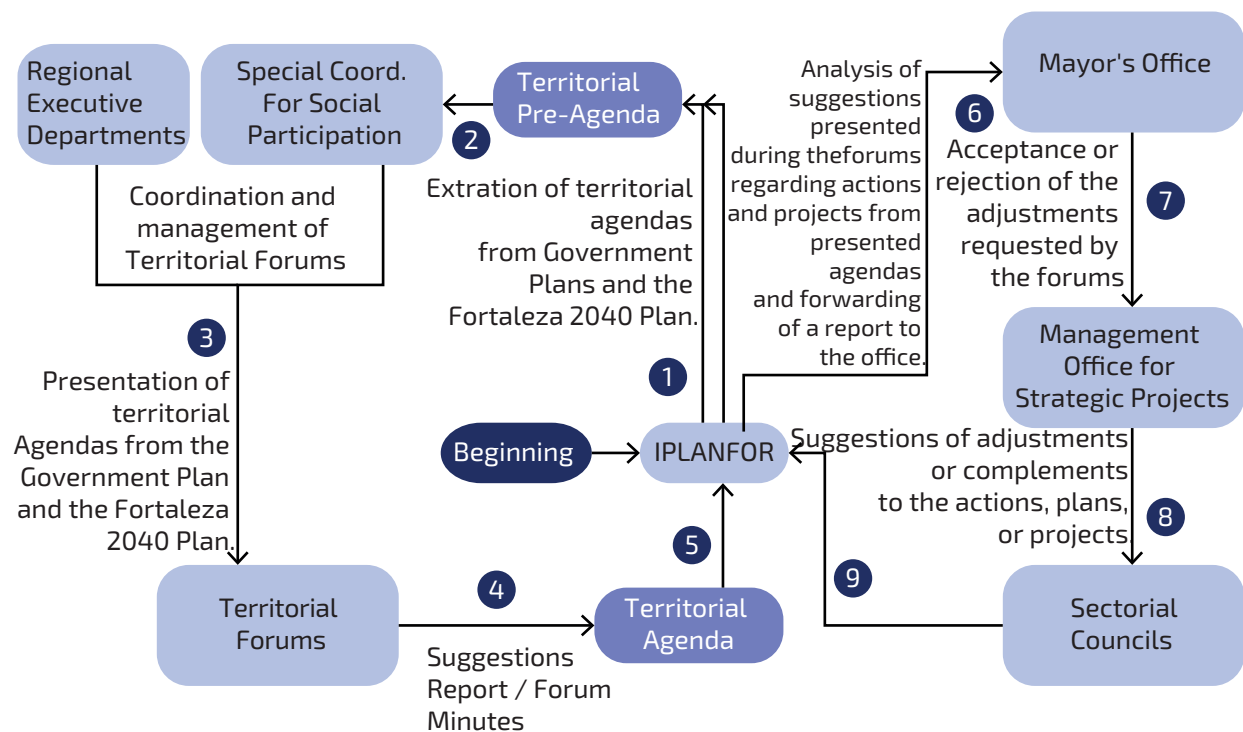 Regional
Executive
Departments
Special Coord.
For Social
Participation
2
Territorial
Pre-Agenda
Coordination and
management of
Territorial Forums
Extration of territorial
agendas
from Government
Plans and the
Fortaleza 2040 Plan.
1
Analysis of
suggestions
presented
during theforums
regarding actions
and projects from
presented
agendas
and forwarding
of a report to
the office.
6
Mayor's Office
Acceptance or
rejection of the
adjustments
requested by
the forums
7
Management
Office for
Strategic Projects
3
Presentation of
territorial
Agendas from the
Government Plan
and the Fortaleza
2040 Plan.
Beginning
IPLANFOR
Suggestions of adjustments
or complements
to the actions, plans,
or projects.
8
5
9
Territorial
Forums
4
Suggestions
Report / Forum
Minutes
Territorial
Agenda
Sectorial
Councils